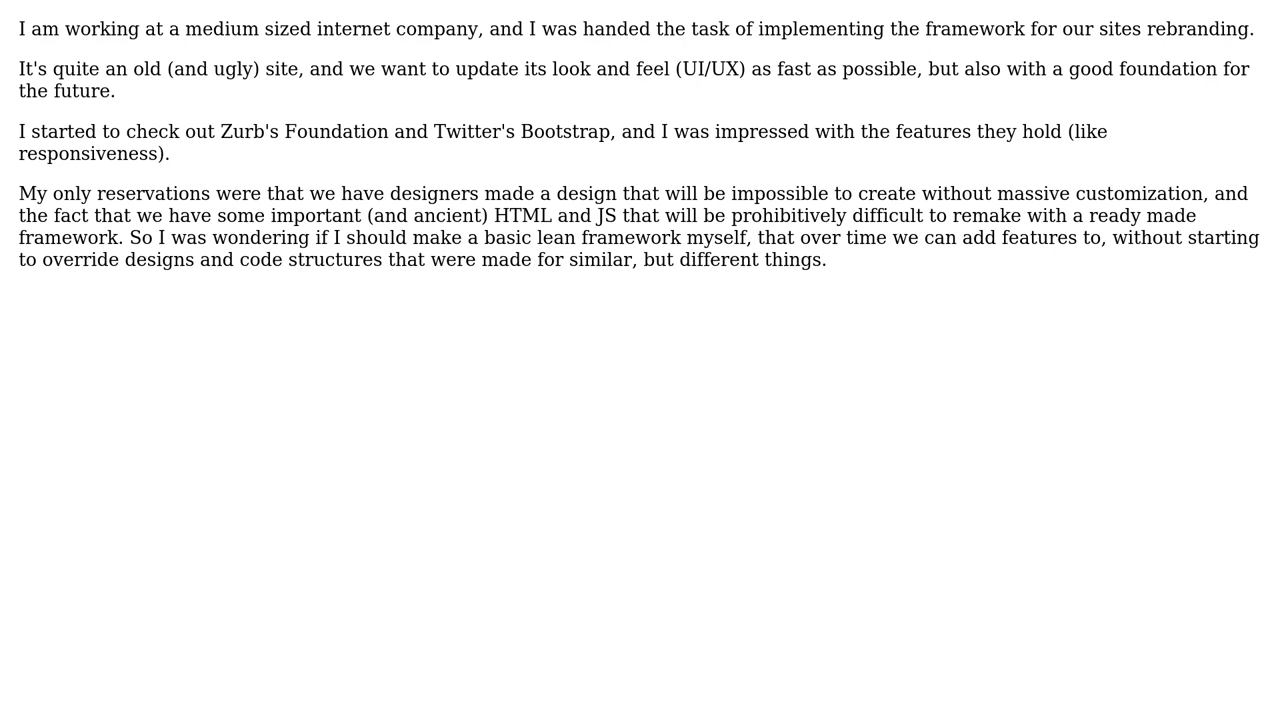 I am working at a medium sized internet company, and I was handed the task of implementing the framework for our sites rebranding.
It's quite an old (and ugly) site, and we want to update its look and feel (UI/UX) as fast as possible, but also with a good foundation for
the future.
I started to check out Zurb's Foundation and Twitter's Bootstrap, and I was impressed with the features they hold (like
responsiveness).
My only reservations were that we have designers made a design that will be impossible to create without massive customization, and
the fact that we have some important (and ancient) HTML and JS that will be prohibitively difficult to remake with a ready made
framework. So I was wondering if I should make a basic lean framework myself, that over time we can add features to, without starting
to override designs and code structures that were made for similar, but different things.